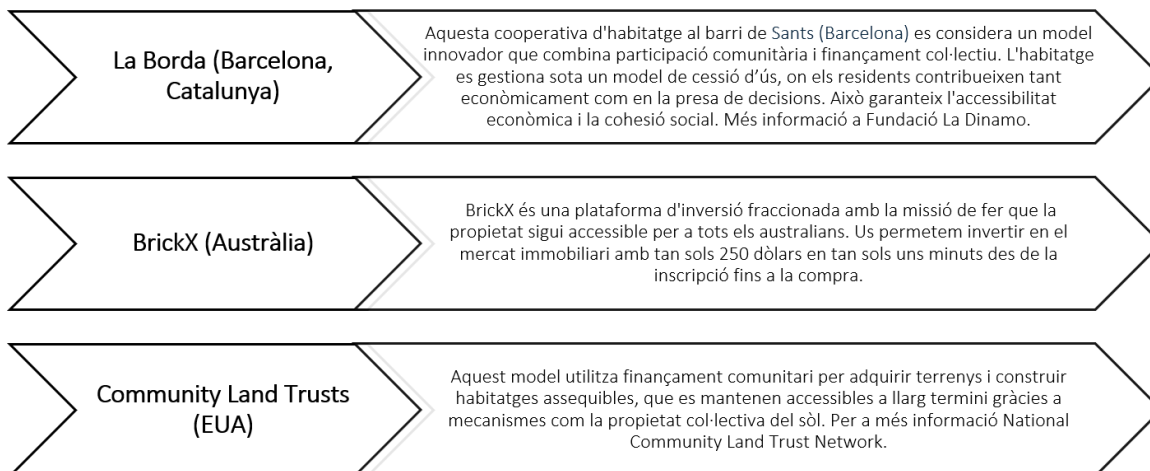 La Borda (Barcelona,
Catalunya)
Aquesta cooperativa d'habitatge al barri de Sants (Barcelona) es considera un model
innovador que combina participació comunitària i finançament col·lectiu. L'habitatge
es gestiona sota un model de cessió d’ús, on els residents contribueixen tant
econòmicament com en la presa de decisions. Això garanteix l'accessibilitat
econòmica i la cohesió social. Més informació a Fundació La Dinamo.
BrickX (Austràlia)
BrickX és una plataforma d'inversió fraccionada amb la missió de fer que la
propietat sigui accessible per a tots els australians. Us permetem invertir en el
mercat immobiliari amb tan sols 250 dòlars en tan sols uns minuts des de la
inscripció fins a la compra.
Community Land Trusts
(EUA)
Aquest model utilitza finançament comunitari per adquirir terrenys i construir
habitatges assequibles, que es mantenen accessibles a llarg termini gràcies a
mecanismes com la propietat col·lectiva del sòl. Per a més informació National
Community Land Trust Network.